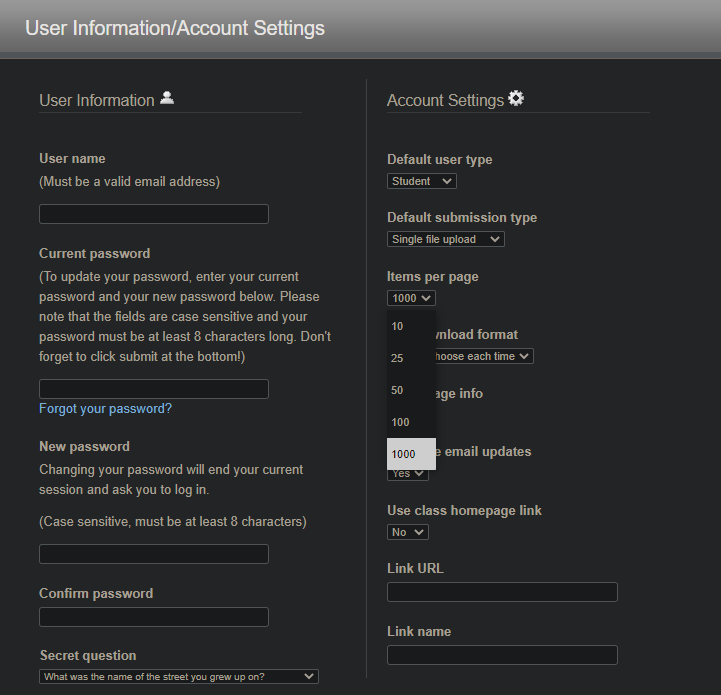 User Information/Account Settings
User Information
User name
(Must be a valid email address)
Current password
(To update your password, enter your current
password and your new password below. Please
note that the fields are case sensitive and your
password must be at least 8 characters long. Don't
forget to click submit at the bottom!)
Forgot your password?
New password
Changing your password will end your current
session and ask you to log in.
(Case sensitive, must be at least 8 characters)
Confirm password
Secret question
What was the name of the street you grew up on?
Account Settings
Default user type
Student
Default submission type
Single file upload
Items per page
1000
10
25
50
100
1000
format
each time
info
email updates
Yes
Use class homepage link
No
Link URL
Link name